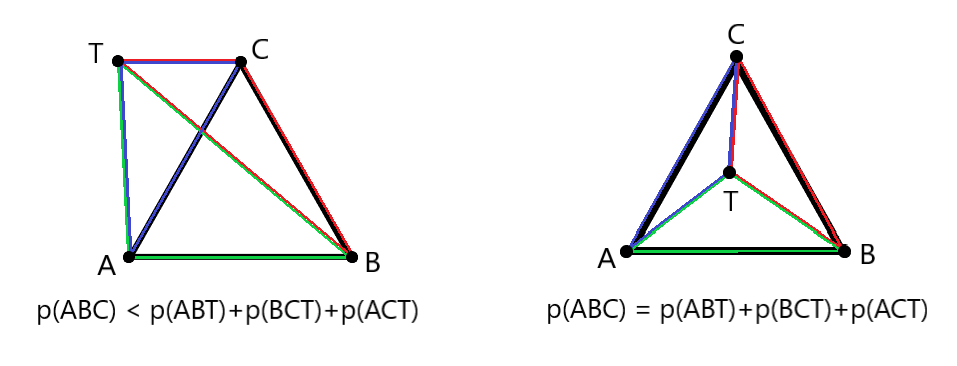 T
C
A
B
p(ABC) < p(ABT)+p(BCT)+p(ACT)
C
T
A
B
p(ABC) = p(ABT)+p(BCT)+p(ACT)